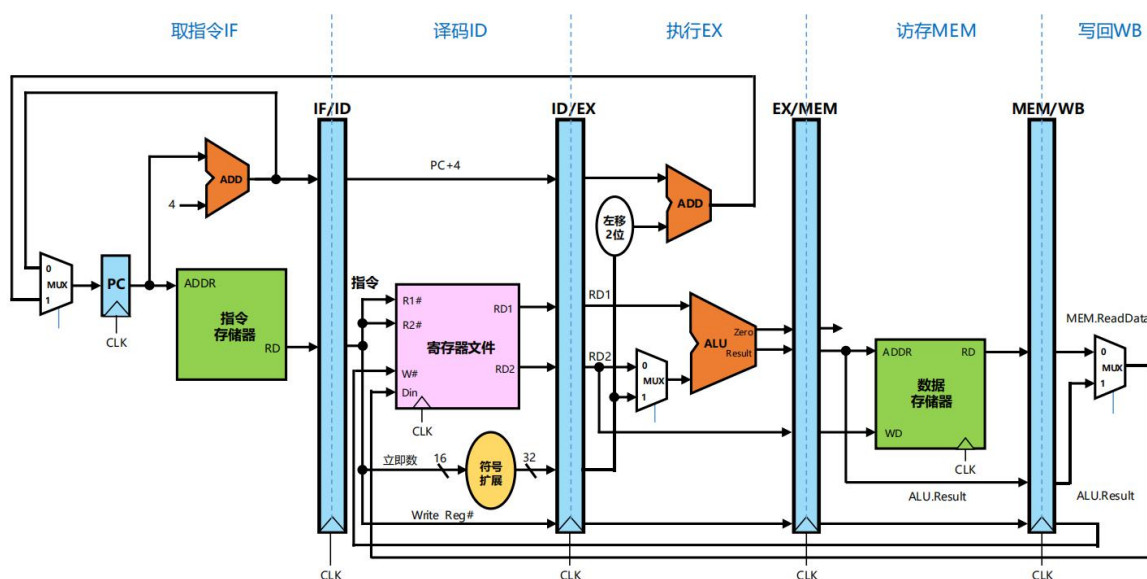 取指令IF
译码ID
执行EX
访存MEM
写回WB
IF/ID
ID/EX
EX/MEM
MEM/WB
ADD
4
PC+4
ADD
左移
2位
0
MUX
1
PC
CLK
ADDR
指令
存储器
RD
指令
R1#
R2#
W#
Din
寄存器文件
RD1
RD2
CLK
RD1
RD2
0
MUX
1
ALU
Zero
Result
ADDR
RD
数据
存储器
WD
CLK
MEM.ReadData
0
MUX
1
立即数
16
符号
扩展
32
ALU.Result
ALU.Result
Write Reg#
CLK
CLK
CLK
CLK